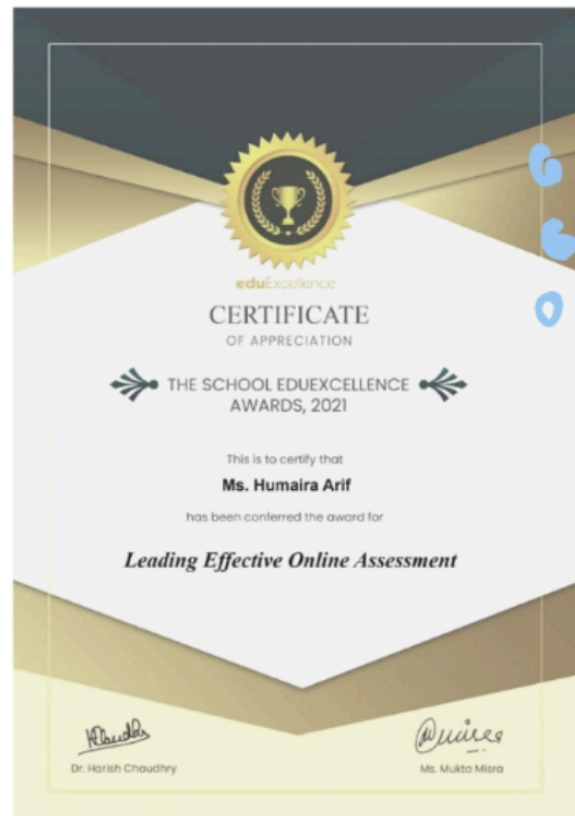 eduExcellence
CERTIFICATE
OF APPRECIATION
THE SCHOOL EDUEXCELLENCE
AWARDS, 2021
This is to certify that
Ms. Humaira Arif
has been conferred the award for
Leading Effective Online Assessment
Dr. Harish Chaudhry
Ms. Mukta Misra